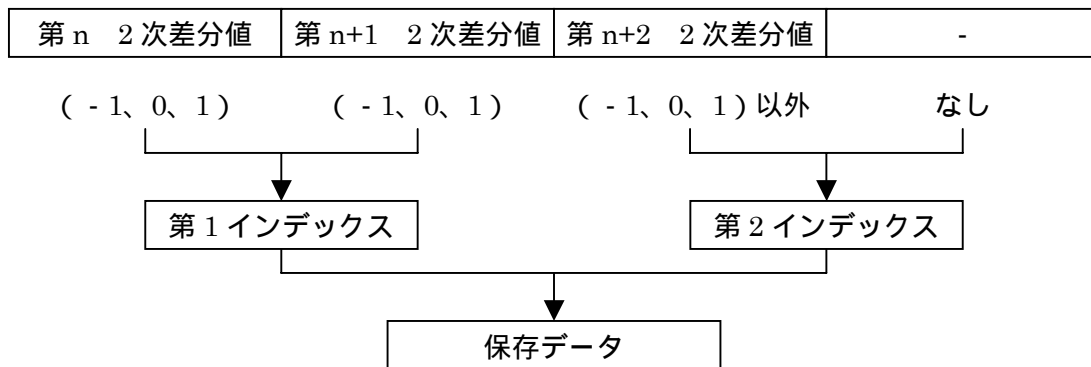 第 n　2 次差分値　第 n+1　2 次差分値　第 n+2　2 次差分値　-
( - 1、0、1 )　( - 1、0、1 )　( - 1、0、1 ) 以外　なし
第 1 インデックス　第 2 インデックス
保存データ